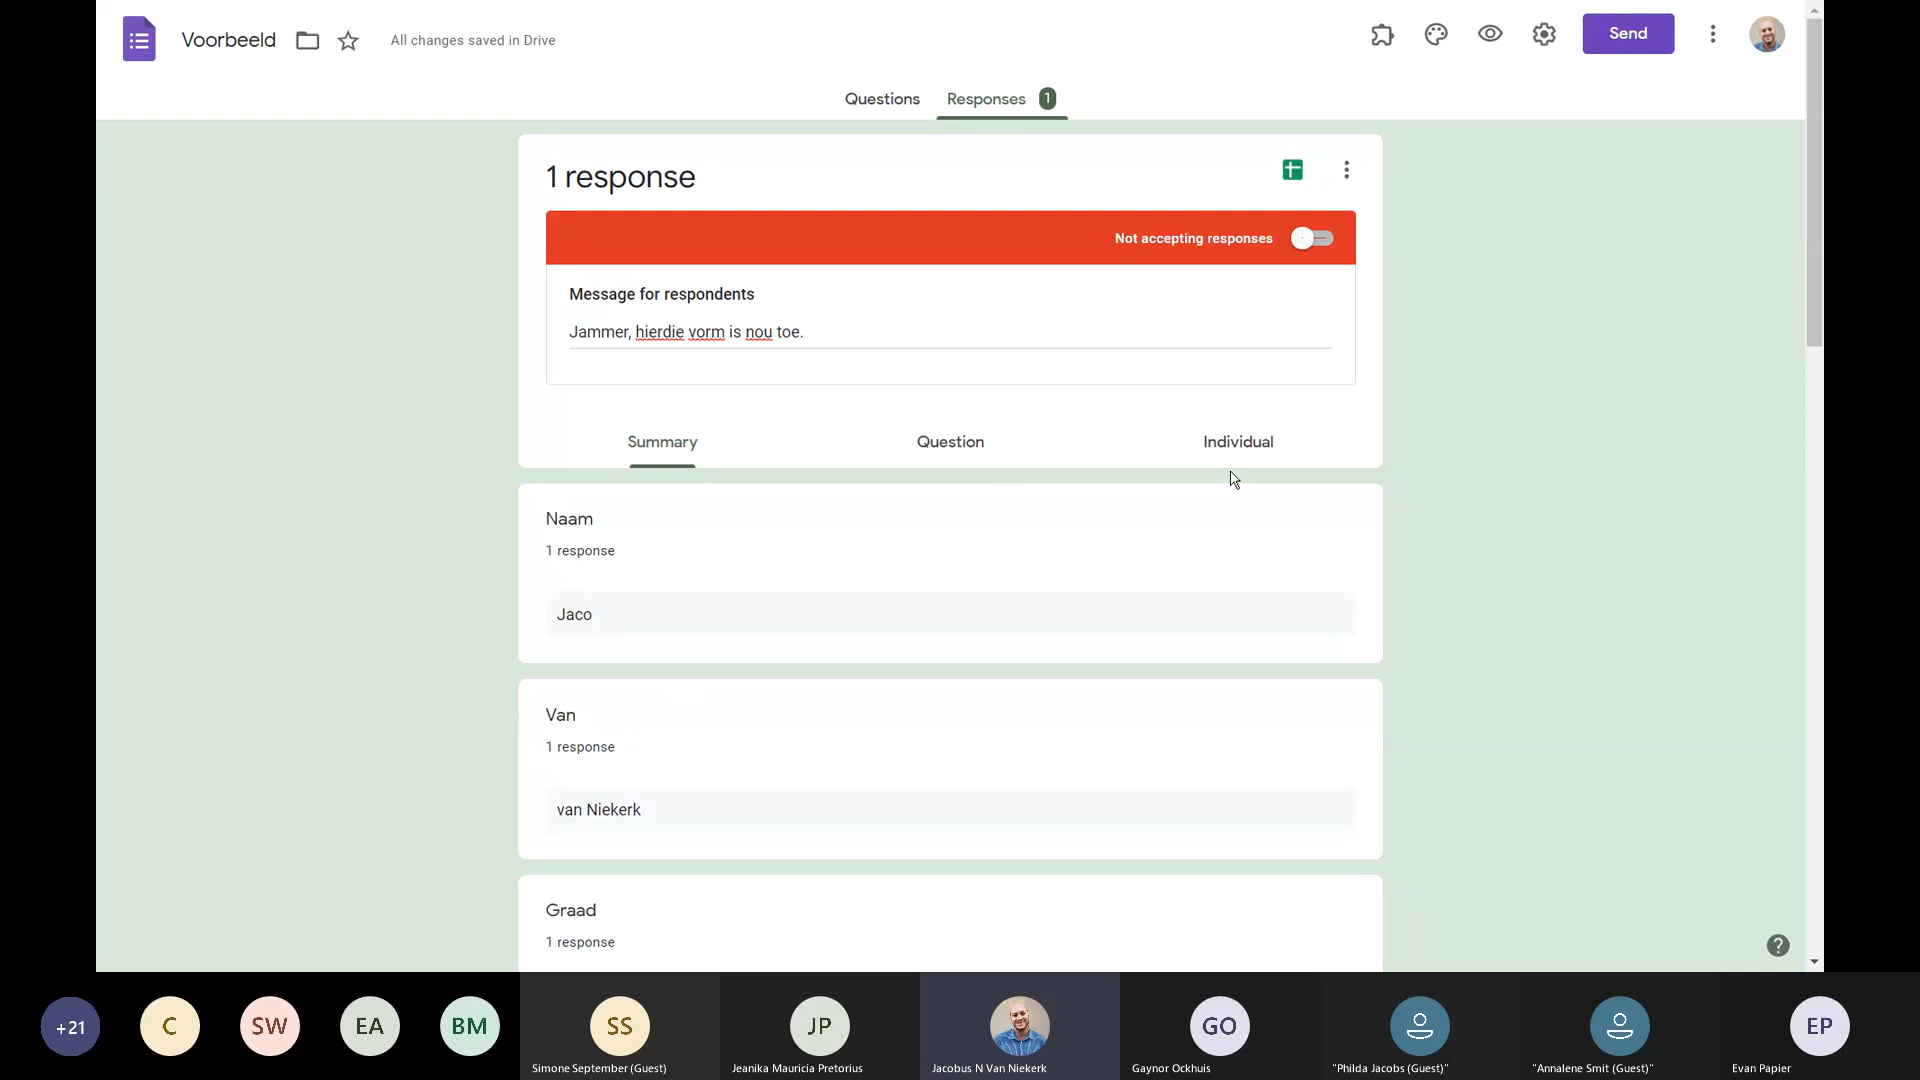 Voorbeeld
All changes saved in Drive
Send
Questions
Responses 1
1 response
Not accepting responses
Message for respondents
Jammer, hierdie vorm is nou toe.
Summary
Question
Individual
Naam
1 response
Jaco
Van
1 response
van Niekerk
Graad
1 response
+21
C
SW
EA
BM
SS
JP
GO
EP
Simone September (Guest)
Jeanika Mauricia Pretorius
Jacobus N Van Niekerk
Gaynor Ockhuis
"Philda Jacobs (Guest)"
"Annalene Smit (Guest)"
Evan Papier